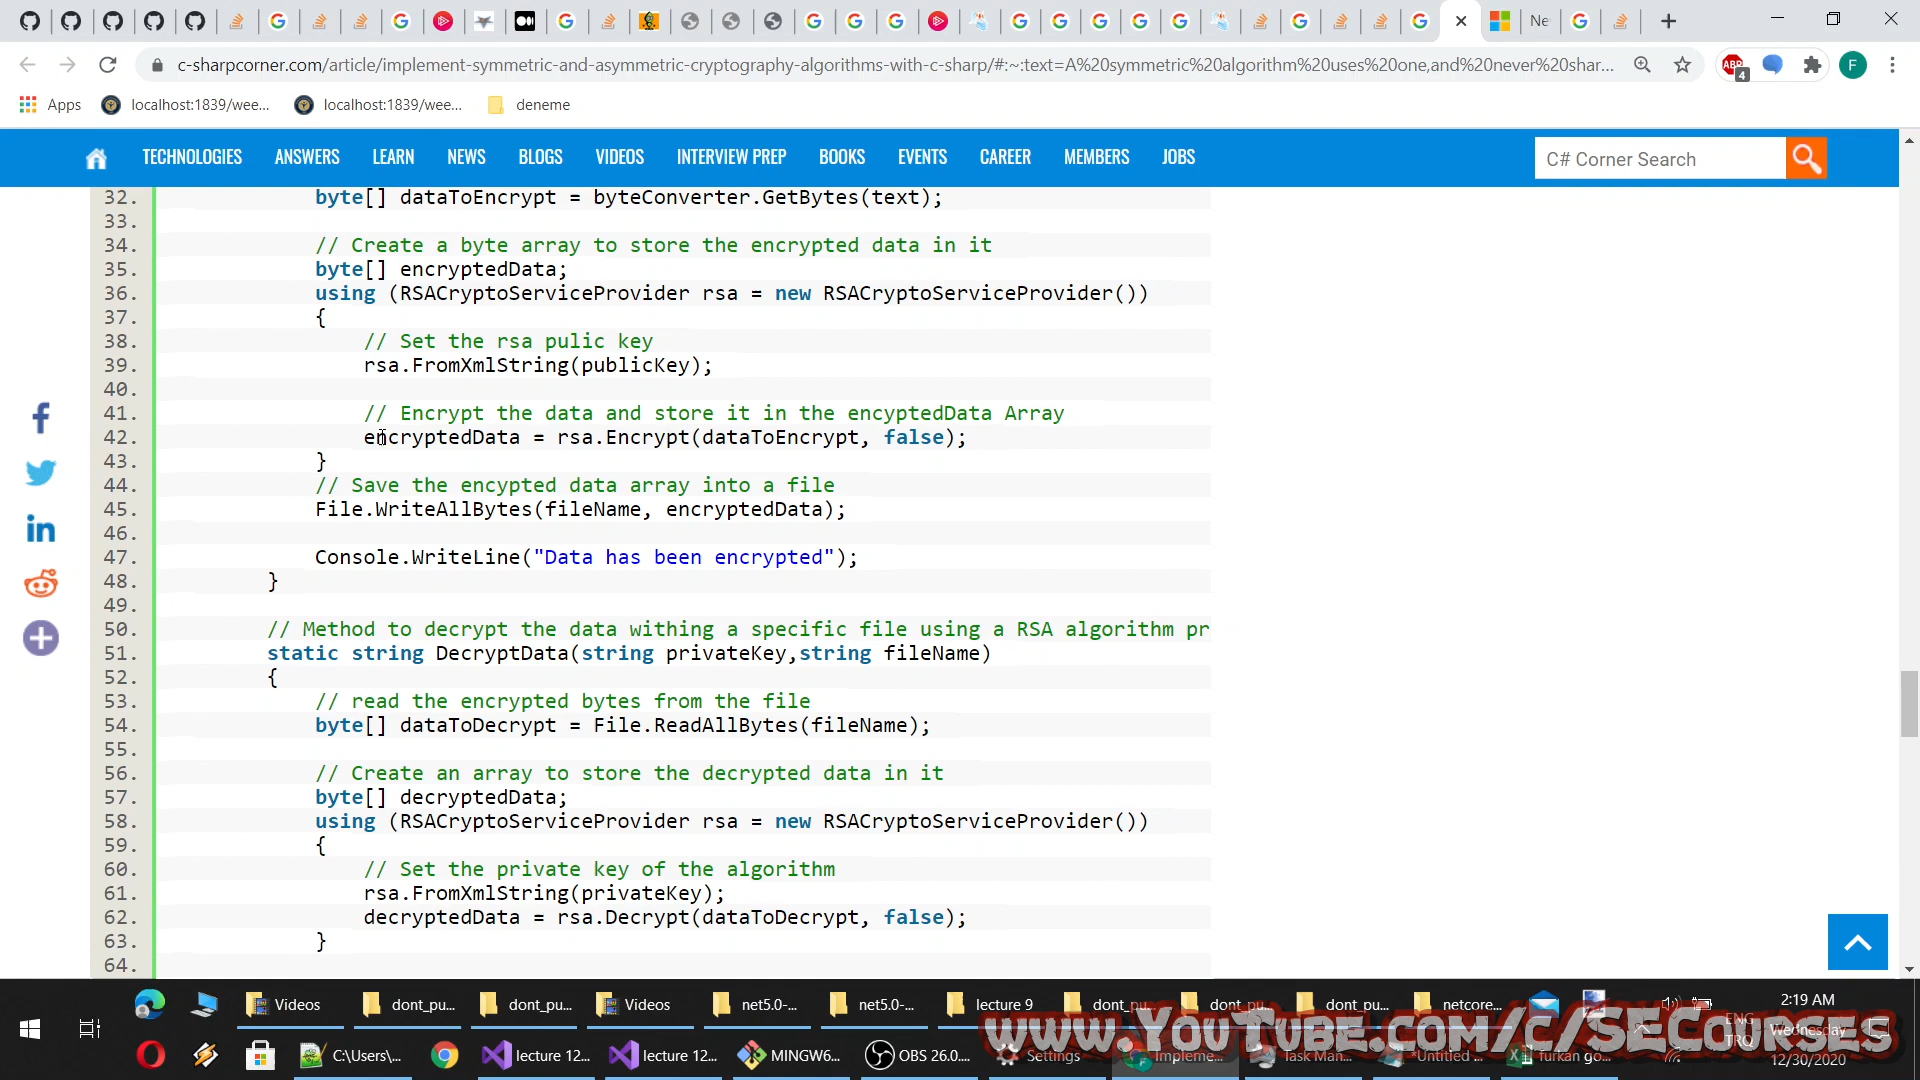 Ne
c-sharpcorner.com/article/implement-symmetric-and-asymmetric-cryptography-algorithms-with-c-sharp/#:~:text=A%20symmetric%20algorithm%20uses%20one,and%20never%20shar...
ABP
4
F
Apps
localhost:1839/wee...
localhost:1839/wee...
deneme
TECHNOLOGIES ANSWERS LEARN NEWS BLOGS VIDEOS INTERVIEW PREP BOOKS EVENTS CAREER MEMBERS JOBS
C# Corner Search
32. byte[] dataToEncrypt = byteConverter.GetBytes(text);
33.
34. // Create a byte array to store the encrypted data in it
35. byte[] encryptedData;
36. using (RSACryptoServiceProvider rsa = new RSACryptoServiceProvider())
37. {
38. // Set the rsa pulic key
39. rsa.FromXmlString(publicKey);
40.
41. // Encrypt the data and store it in the encyptedData Array
42. encryptedData = rsa.Encrypt(dataToEncrypt, false);
43. }
44. // Save the encypted data array into a file
45. File.WriteAllBytes(fileName, encryptedData);
46.
47. Console.WriteLine("Data has been encrypted");
48. }
49.
50. // Method to decrypt the data withing a specific file using a RSA algorithm pr
51. static string DecryptData(string privateKey,string fileName)
52. {
53. // read the encrypted bytes from the file
54. byte[] dataToDecrypt = File.ReadAllBytes(fileName);
55.
56. // Create an array to store the decrypted data in it
57. byte[] decryptedData;
58. using (RSACryptoServiceProvider rsa = new RSACryptoServiceProvider())
59. {
60. // Set the private key of the algorithm
61. rsa.FromXmlString(privateKey);
62. decryptedData = rsa.Decrypt(dataToDecrypt, false);
63. }
64.
Videos dont_pu... dont_pu... Videos net5.0-... net5.0-... lecture 9 dont_pu... dont_pu... dont_pu... netcore... 2:19 AM
www.YouTube.com/c/SECourses
ENG Wednesday
TRQ
C:\Users\... lecture 12... lecture 12... MINGW6... OBS 26.0.... Settings Impleme... Task Man... *Untitled ... furkan go... 12/30/2020